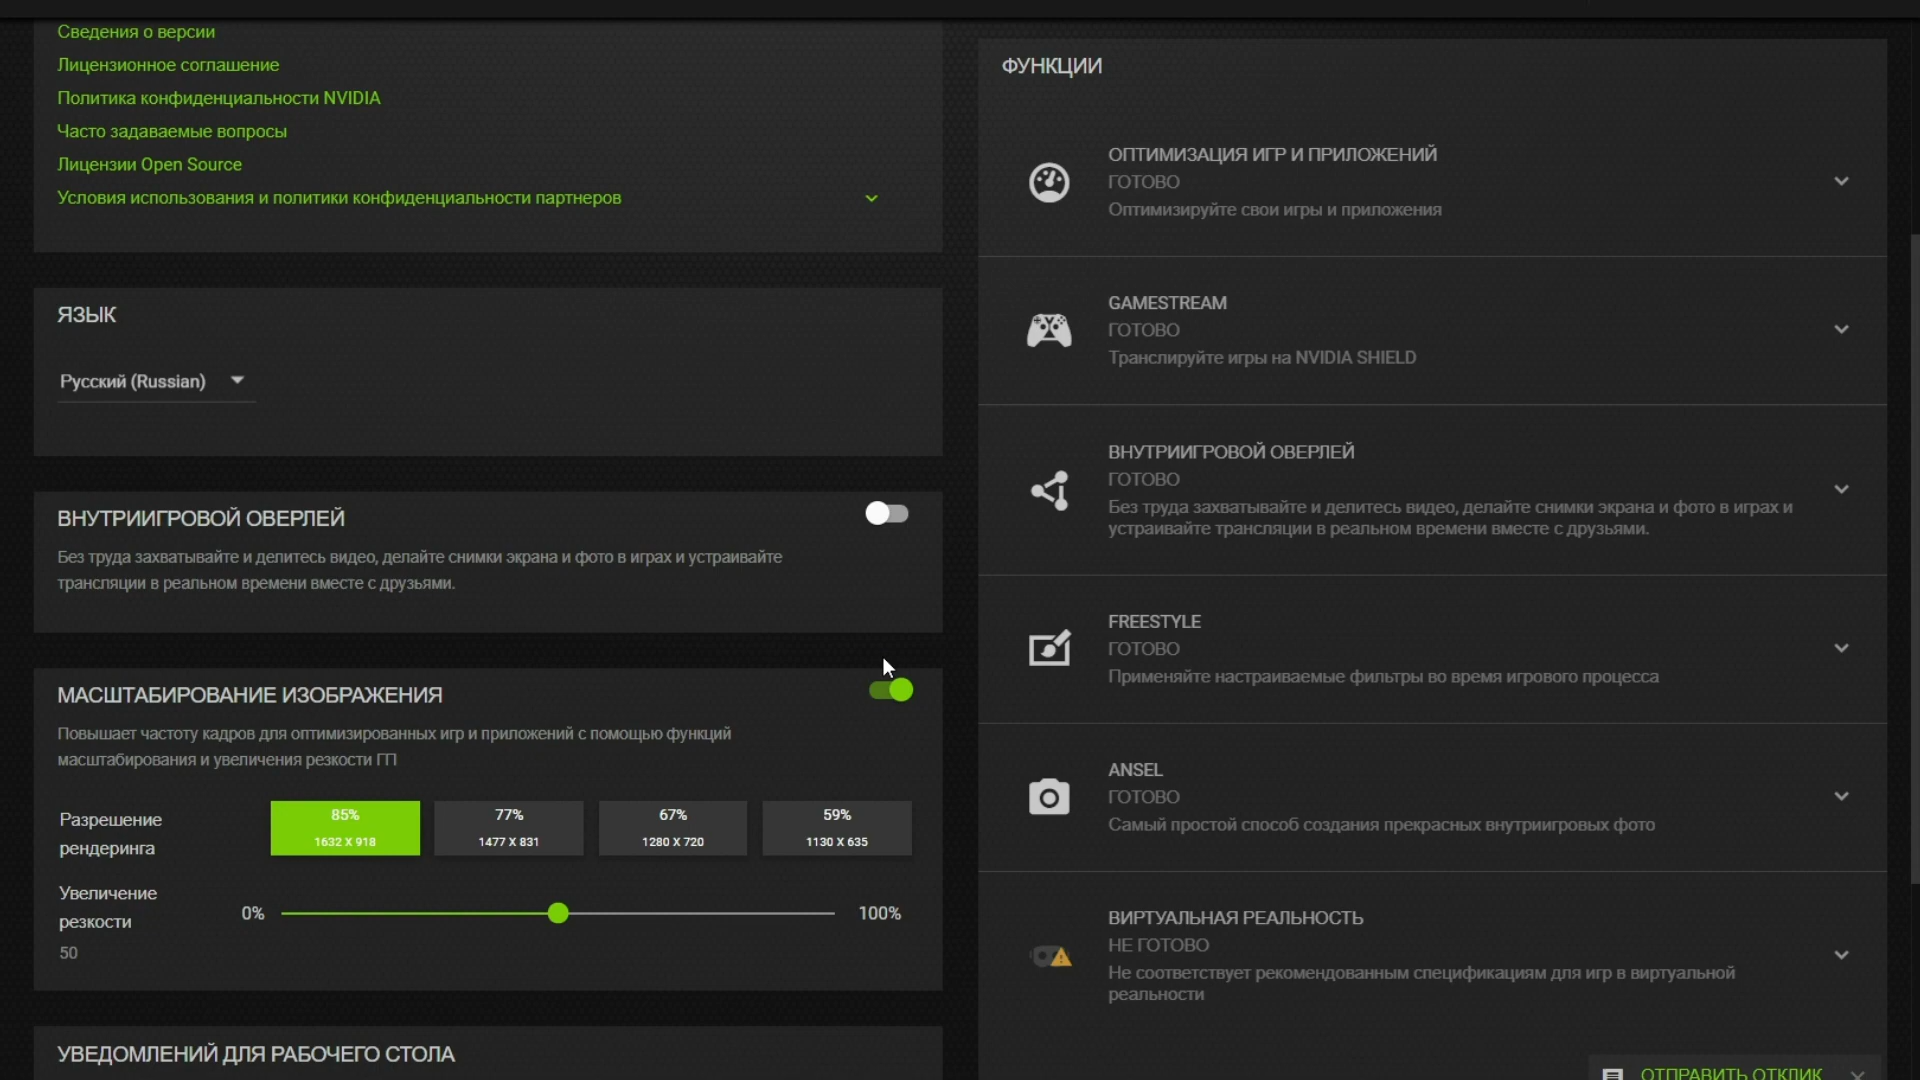 Сведения о версии
Лицензионное соглашение
Политика конфиденциальности NVIDIA
Часто задаваемые вопросы
Лицензии Open Source
Условия использования и политики конфиденциальности партнеров
ЯЗЫК
Русский (Russian)
ВНУТРИИГРОВОЙ ОВЕРЛЕЙ
Без труда захватывайте и делитесь видео, делайте снимки экрана и фото в играх и устраивайте
трансляции в реальном времени вместе с друзьями.
МАСШТАБИРОВАНИЕ ИЗОБРАЖЕНИЯ
Повышает частоту кадров для оптимизированных игр и приложений с помощью функций
масштабирования и увеличения резкости ГП
Разрешение
рендеринга
85%
1632 X 918
77%
1477 X 831
67%
1280 X 720
59%
1130 X 635
Увеличение
резкости
50
0%
100%
УВЕДОМЛЕНИЙ ДЛЯ РАБОЧЕГО СТОЛА
ФУНКЦИИ
ОПТИМИЗАЦИЯ ИГР И ПРИЛОЖЕНИЙ
ГОТОВО
Оптимизируйте свои игры и приложения
GAMESTREAM
ГОТОВО
Транслируйте игры на NVIDIA SHIELD
ВНУТРИИГРОВОЙ ОВЕРЛЕЙ
ГОТОВО
Без труда захватывайте и делитесь видео, делайте снимки экрана и фото в играх и
устраивайте трансляции в реальном времени вместе с друзьями.
FREESTYLE
ГОТОВО
Применяйте настраиваемые фильтры во время игрового процесса
ANSEL
ГОТОВО
Самый простой способ создания прекрасных внутриигровых фото
ВИРТУАЛЬНАЯ РЕАЛЬНОСТЬ
НЕ ГОТОВО
Не соответствует рекомендованным спецификациям для игр в виртуальной
реальности
ОТПРАВИТЬ ОТКЛИК